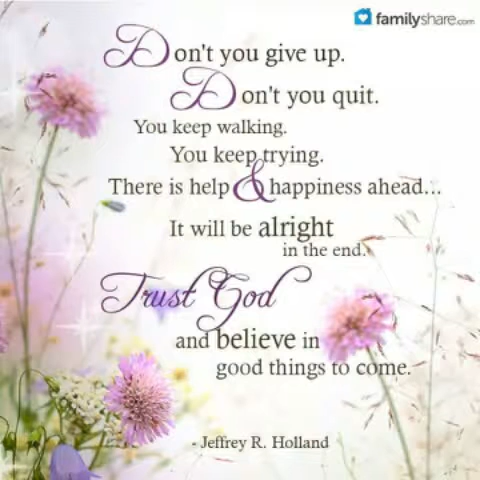 familyshare.com
Don't you give up.
Don't you quit.
You keep walking.
You keep trying.
There is help & happiness ahead...
It will be alright
in the end.
Trust God
and believe in
good things to come.
- Jeffrey R. Holland